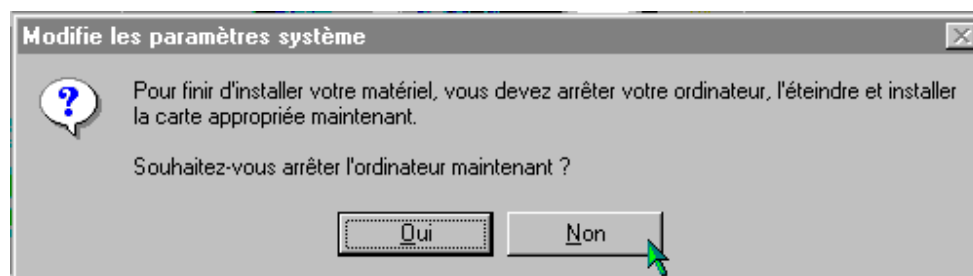 Modifie les paramètres système
Pour finir d'installer votre matériel, vous devez arrêter votre ordinateur, l'éteindre et installer
la carte appropriée maintenant.
Souhaitez-vous arrêter l'ordinateur maintenant ?
Oui Non